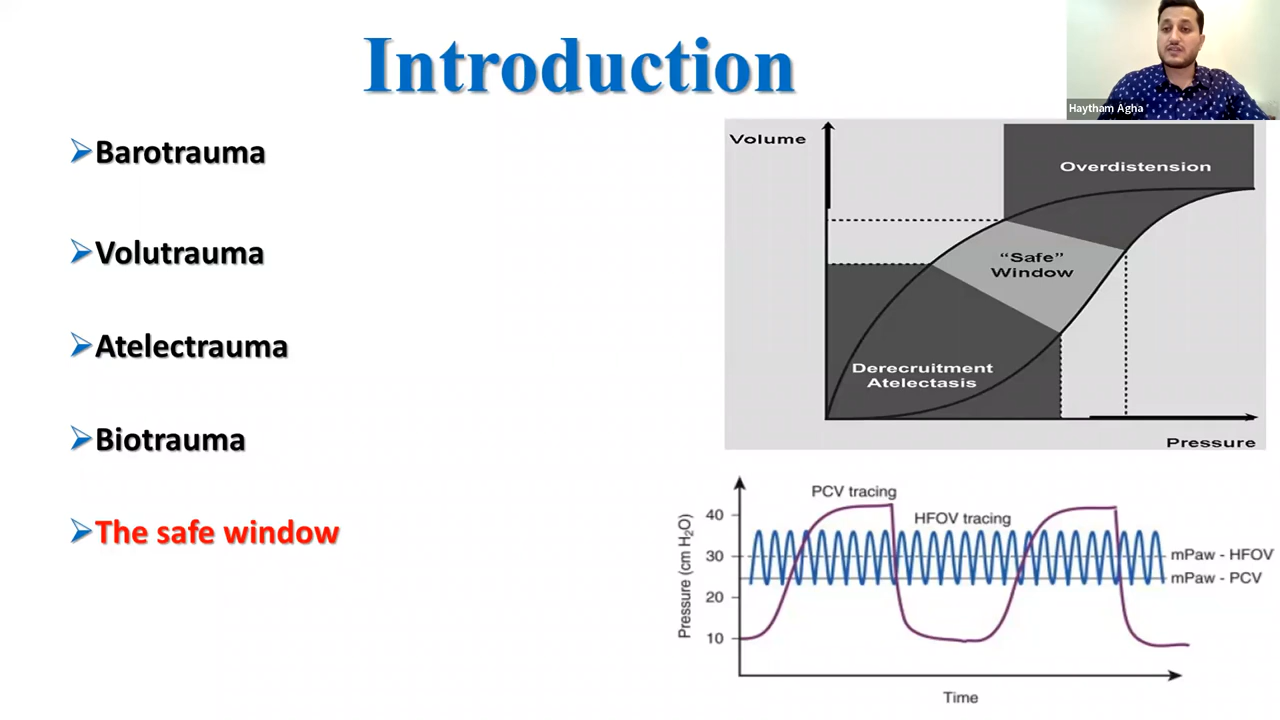 Introduction
Haytham Agha
Barotrauma
Volutrauma
Atelectrauma
Biotrauma
The safe window
Volume
Overdistension
“Safe”
Window
Derecruitment
Atelectasis
Pressure
PCV tracing
HFOV tracing
40
30
20
10
mPaw - HFOV
mPaw - PCV
Pressure (cm H₂O)
Time